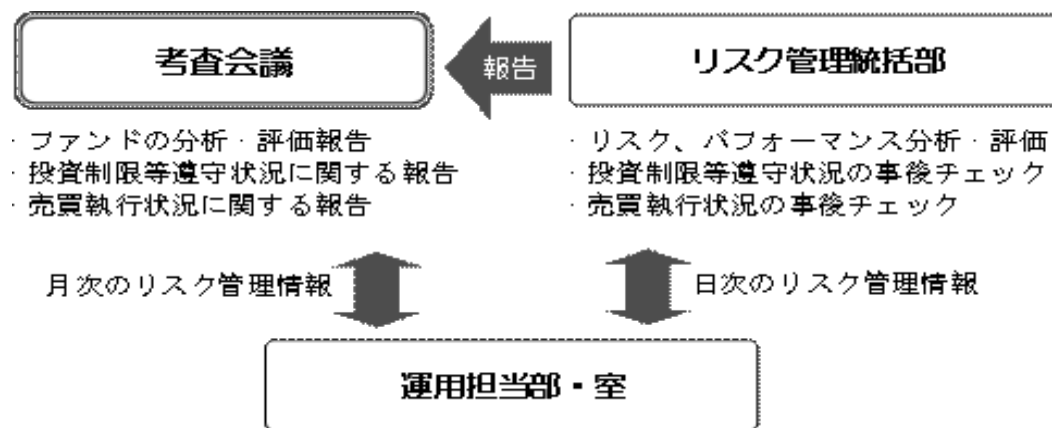 考査会議
報告
リスク管理統括部
· ファンドの分析・評価報告
· 投資制限等遵守状況に関する報告
· 売買執行状況に関する報告
· リスク、パフォーマンス分析・評価
· 投資制限等遵守状況の事後チェック
· 売買執行状況の事後チェック
月次のリスク管理情報
日次のリスク管理情報
運用担当部・室